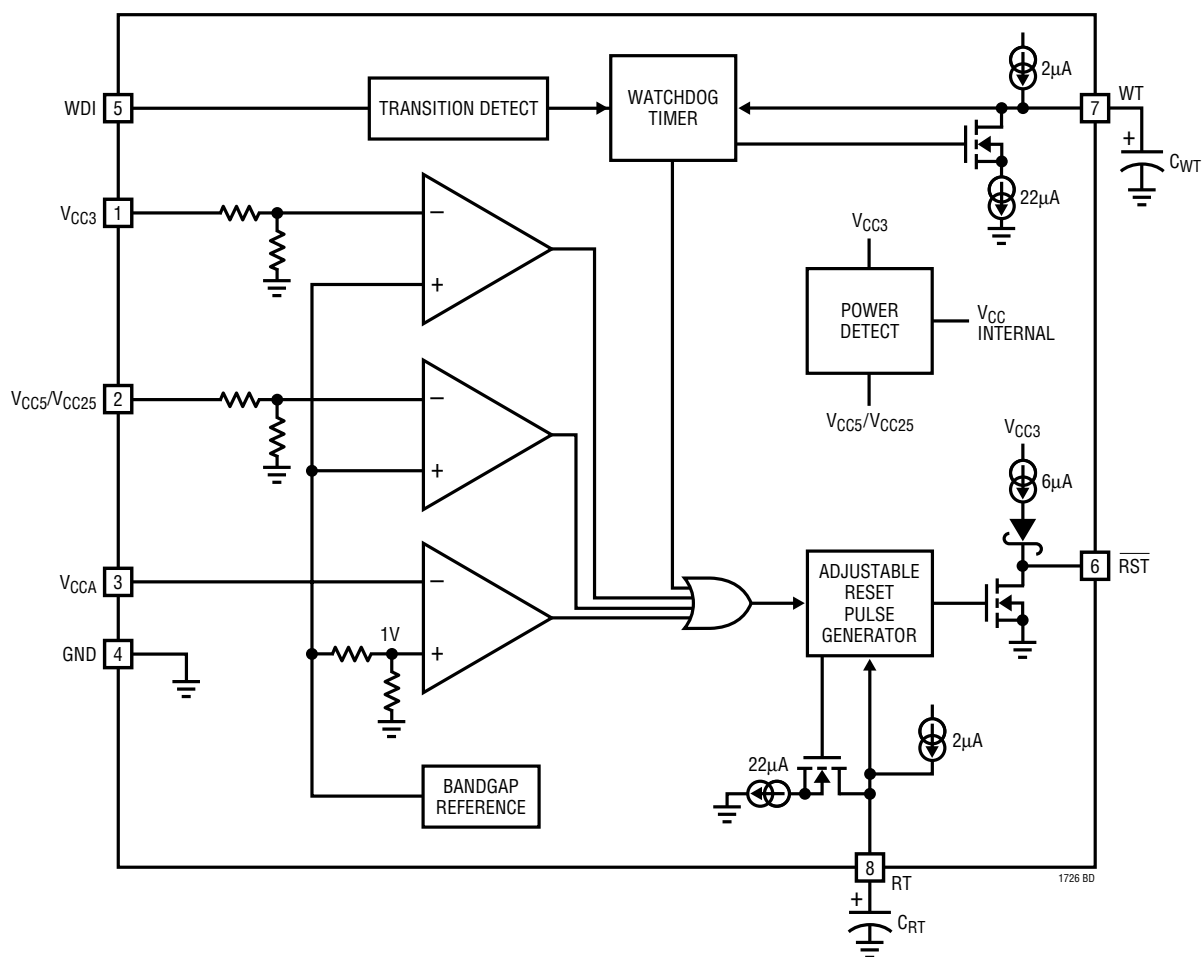 2µA
WDI
5
TRANSITION DETECT
WATCHDOG
TIMER
7
WT
+
CWT
22µA
VCC3
1
−
+
VCC3
POWER
DETECT
VCC
INTERNAL
VCC5/VCC25
VCC5/VCC25
2
−
+
VCC3
6µA
VCCA
3
−
1V
+
ADJUSTABLE
RESET
PULSE
GENERATOR
6
RST
GND
4
2µA
22µA
BANDGAP
REFERENCE
8
RT
1726 BD
+
CRT